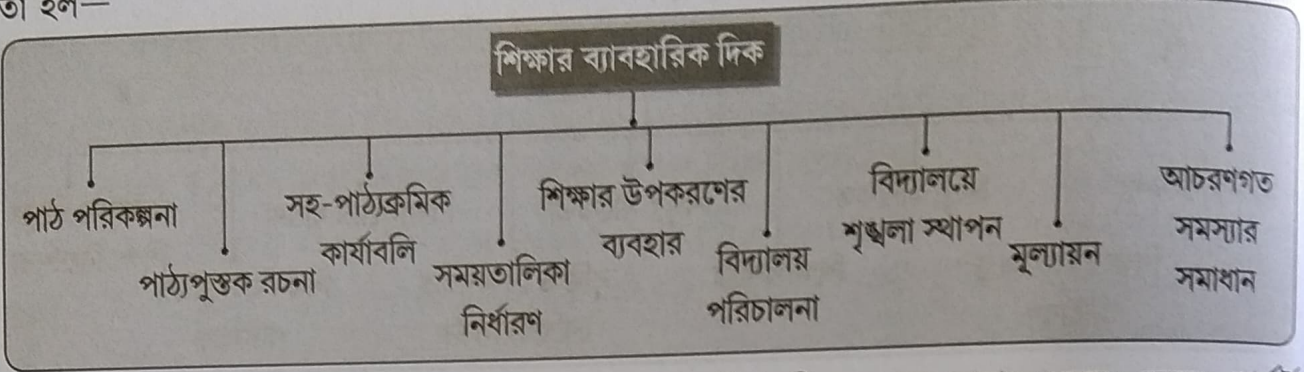 তা হল—
শিক্ষার ব্যাবহারিক দিক
পাঠ পরিকল্পনা
পাঠ্যপুস্তক রচনা
সহ-পাঠ্যক্রমিক
কার্যাবলি
সময়তালিকা
নির্ধারণ
শিক্ষার উপকরণের
ব্যবহার
বিদ্যালয়
পরিচালনা
বিদ্যালয়ে
শৃঙ্খলা স্থাপন
মূল্যায়ন
আচরণগত
সমস্যার
সমাধান